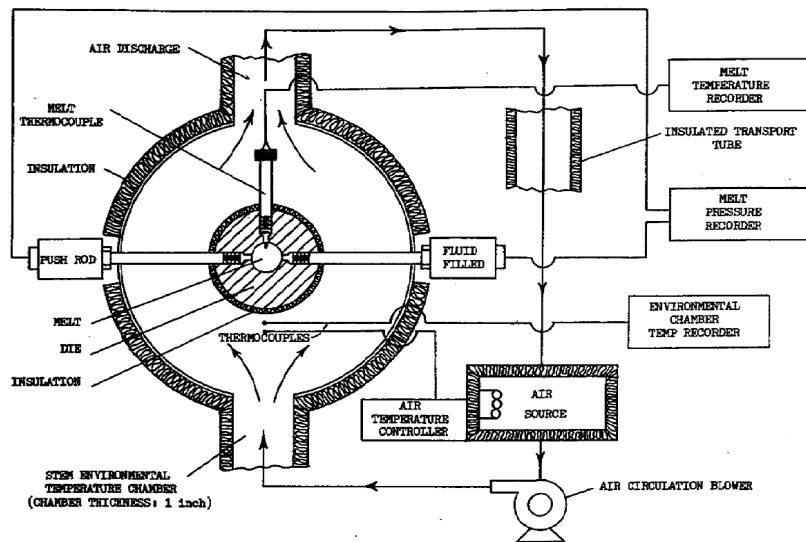 AIR DISCHARGE
MELT
THERMOCOUPLE
INSULATION
MELT
TEMPERATURE
RECORDER
INSULATED TRANSPORT
TUBE
MELT
PRESSURE
RECORDER
PUSH ROD
FLUID
FILLED
MELT
DIE
INSULATION
THERMOCOUPLES
ENVIRONMENTAL
CHAMBER
TEMP RECORDER
AIR
TEMPERATURE
CONTROLLER
AIR
SOURCE
STEM ENVIRONMENTAL
TEMPERATURE CHAMBER
(CHAMBER THICKNESS: 1 inch)
AIR CIRCULATION BLOWER